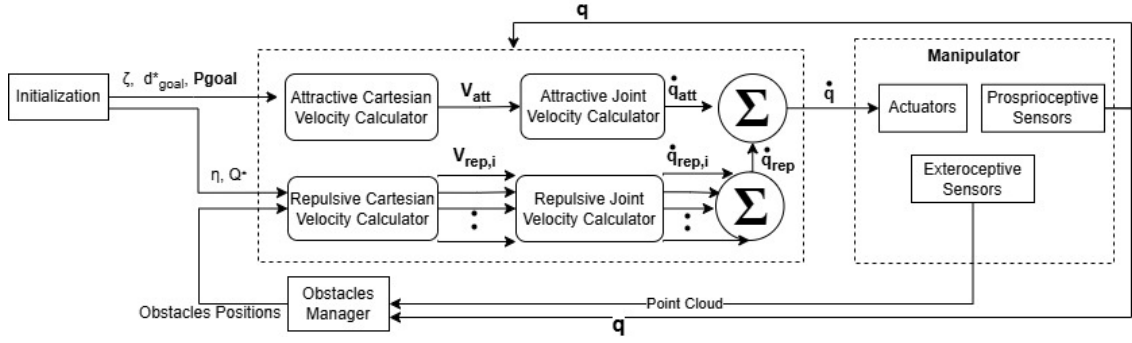 q
Manipulator
Initialization
ζ, d*goal, Pgoal
Attractive Cartesian
Velocity Calculator
Vatt
Attractive Joint
Velocity Calculator
q̇att
Σ
q̇
Actuators
Prosprioceptive
Sensors
η, Q*
Vrep,i
q̇rep,i
q̇rep
Exteroceptive
Sensors
Repulsive Cartesian
Velocity Calculator
:
Repulsive Joint
Velocity Calculator
:
Σ
Obstacles Positions
Obstacles
Manager
Point Cloud
q